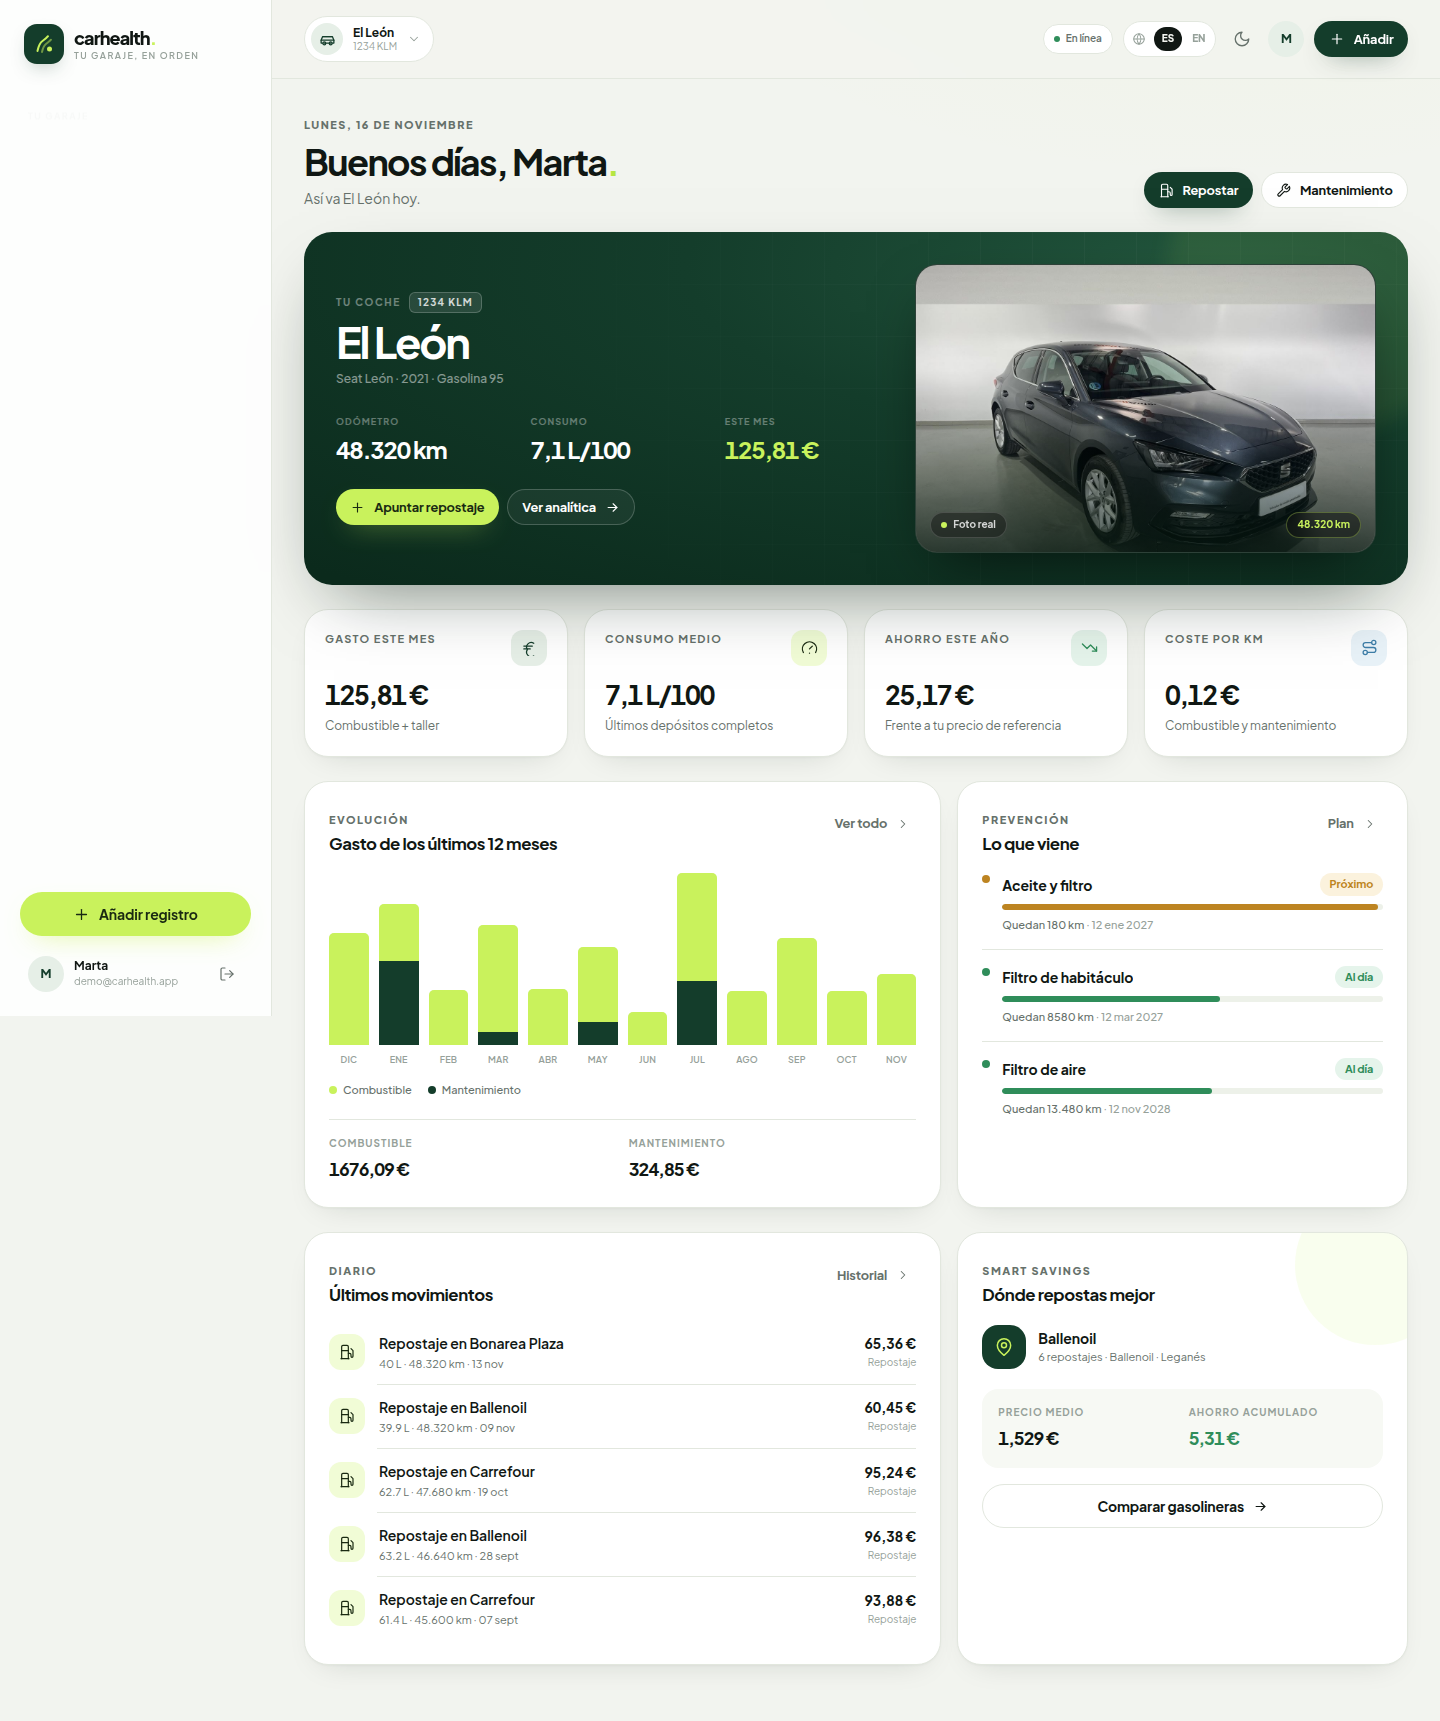 carhealth.
TU GARAJE, EN ORDEN
TU GARAJE
El León
1234 KLM
En línea
ES
EN
M
Añadir
LUNES, 16 DE NOVIEMBRE
Buenos días, Marta.
Así va El León hoy.
Repostar
Mantenimiento
TU COCHE
1234 KLM
El León
Seat León · 2021 · Gasolina 95
ODÓMETRO
CONSUMO
ESTE MES
48.320 km
7,1 L/100
125,81 €
Apuntar repostaje
Ver analítica
Foto real
48.320 km
GASTO ESTE MES
€
125,81 €
Combustible + taller
CONSUMO MEDIO
7,1 L/100
Últimos depósitos completos
AHORRO ESTE AÑO
25,17 €
Frente a tu precio de referencia
COSTE POR KM
0,12 €
Combustible y mantenimiento
EVOLUCIÓN
Gasto de los últimos 12 meses
Ver todo
DIC ENE FEB MAR ABR MAY JUN JUL AGO SEP OCT NOV
Combustible
Mantenimiento
COMBUSTIBLE
MANTENIMIENTO
1676,09 €
324,85 €
PREVENCIÓN
Lo que viene
Plan
Aceite y filtro
Próximo
Quedan 180 km · 12 ene 2027
Filtro de habitáculo
Al día
Quedan 8580 km · 12 mar 2027
Filtro de aire
Al día
Quedan 13.480 km · 12 nov 2028
Añadir registro
M
Marta
demo@carhealth.app
DIARIO
Últimos movimientos
Historial
Repostaje en Bonarea Plaza
65,36 €
40 L · 48.320 km · 13 nov
Repostaje
Repostaje en Ballenoil
60,45 €
39.9 L · 48.320 km · 09 nov
Repostaje
Repostaje en Carrefour
95,24 €
62.7 L · 47.680 km · 19 oct
Repostaje
Repostaje en Ballenoil
96,38 €
63.2 L · 46.640 km · 28 sept
Repostaje
Repostaje en Carrefour
93,88 €
61.4 L · 45.600 km · 07 sept
Repostaje
SMART SAVINGS
Dónde repostas mejor
Ballenoil
6 repostajes · Ballenoil · Leganés
PRECIO MEDIO
AHORRO ACUMULADO
1,529 €
5,31 €
Comparar gasolineras